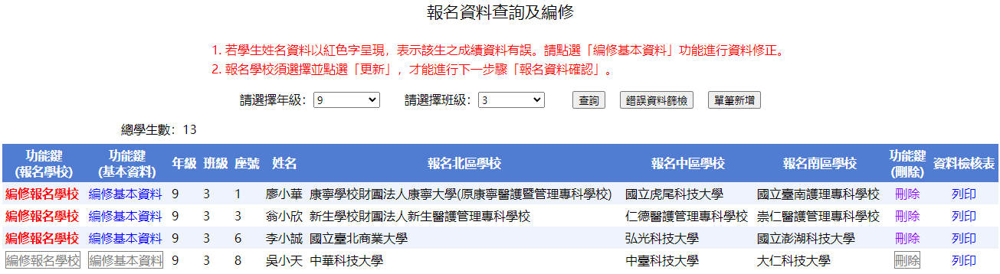 報名資料查詢及編修
1. 若學生姓名資料以紅色字呈現，表示該生之成績資料有誤。請點選「編修基本資料」功能進行資料修正。
2. 報名學校須選擇並點選「更新」，才能進行下一步驟「報名資料確認」。
請選擇年級： 9 請選擇班級： 3 查詢 錯誤資料篩檢 單筆新增
總學生數：13
功能鍵 (報名學校) 功能鍵 (基本資料) 年級 班級 座號 姓名 報名北區學校 報名中區學校 報名南區學校 功能鍵 (刪除) 資料檢核表
編修報名學校 編修基本資料 9 3 1 廖小華 康寧學校財團法人康寧大學(原康寧醫護暨管理專科學校) 國立虎尾科技大學 國立臺南護理專科學校 刪除 列印
編修報名學校 編修基本資料 9 3 3 翁小欣 新生學校財團法人新生醫護管理專科學校 仁德醫護管理專科學校 崇仁醫護管理專科學校 刪除 列印
編修報名學校 編修基本資料 9 3 6 李小誠 國立臺北商業大學 弘光科技大學 國立澎湖科技大學 刪除 列印
編修報名學校 編修基本資料 9 3 8 吳小天 中華科技大學 中臺科技大學 大仁科技大學 刪除 列印